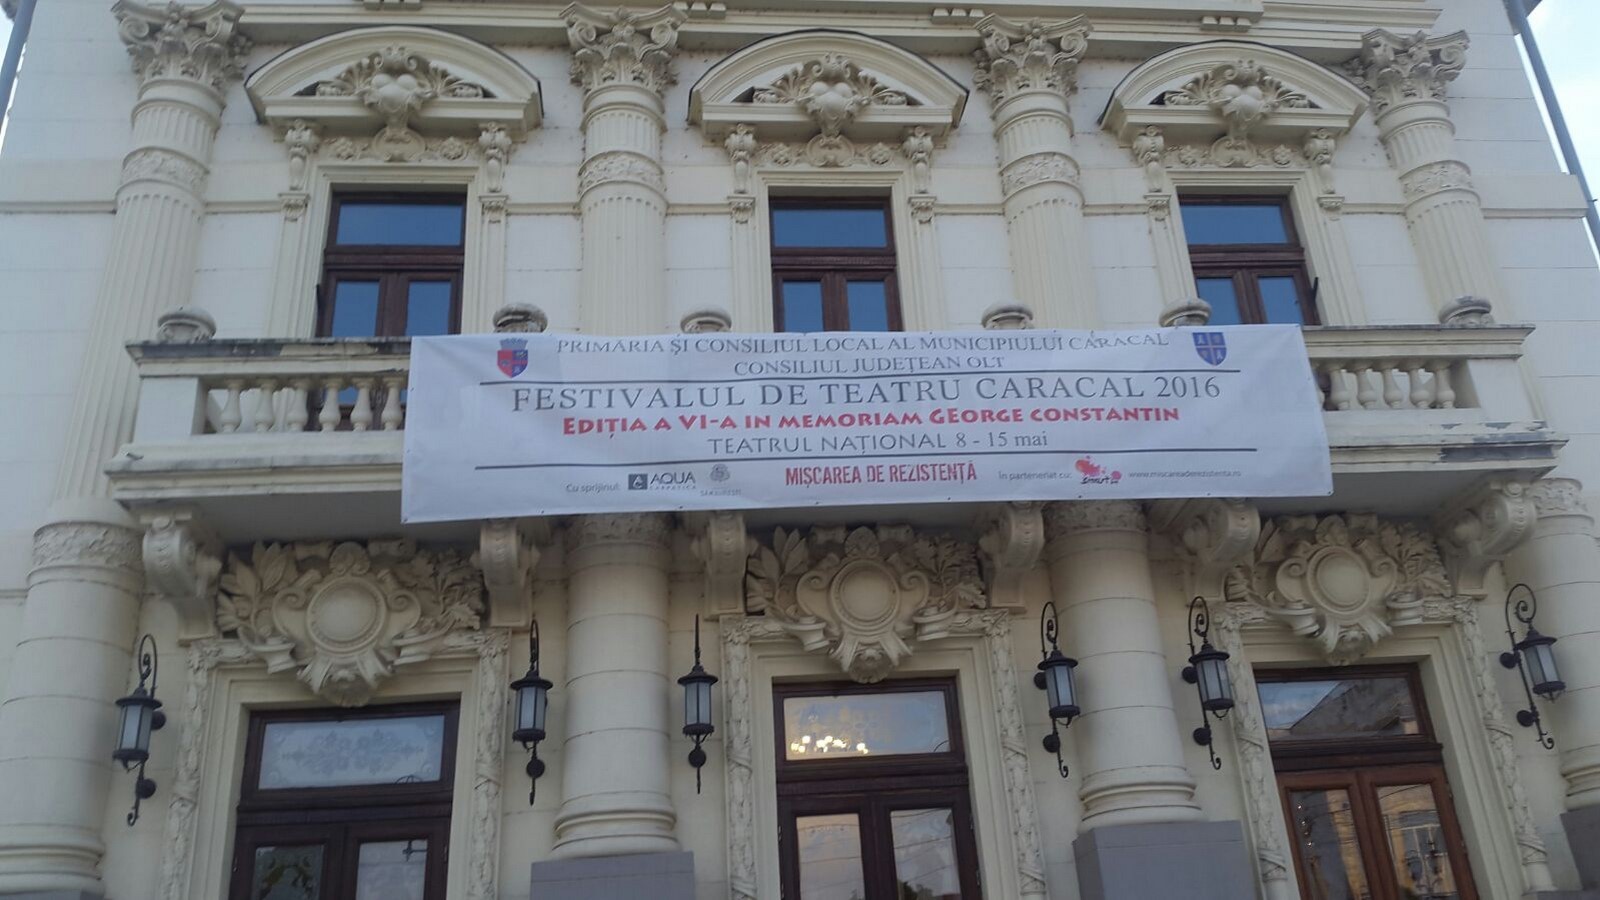 PRIMĂRIA ȘI CONSILIUL LOCAL AL MUNICIPIULUI CARACAL
CONSILIUL JUDEȚEAN OLT
FESTIVALUL DE TEATRU CARACAL 2016
EDIȚIA A VI-A IN MEMORIAM GEORGE CONSTANTIN
TEATRUL NAȚIONAL 8 - 15 mai
Cu sprijinul: AQUA CARPATICA MIȘCAREA DE REZISTENȚĂ în parteneriat cu: smart www.miscareaderezistenta.ro